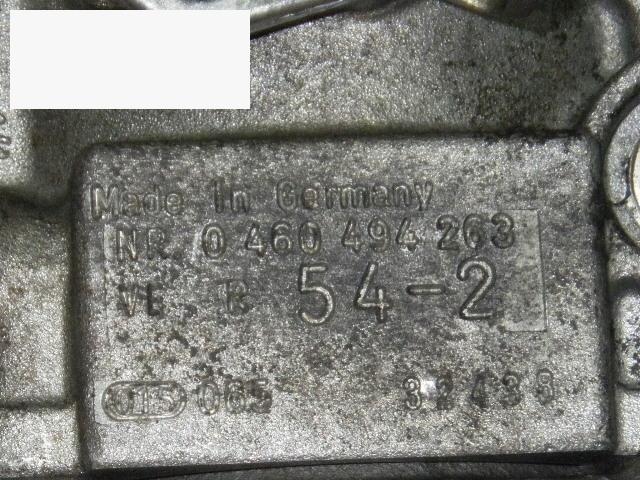 Made in Germany
NR. 0 460 494 263
VE R 54-2
065 32438